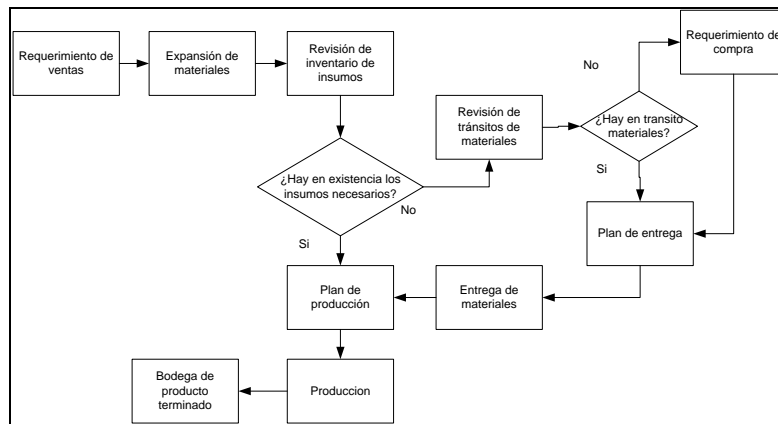 Requerimiento de
ventas
Expansión de
materiales
Revisión de
inventario de
insumos
¿Hay en existencia los
insumos necesarios?
No
Si
Revisión de
tránsitos de
materiales
¿Hay en transito
materiales?
No
Si
Requerimiento de
compra
Plan de entrega
Entrega de
materiales
Plan de
producción
Produccion
Bodega de
producto
terminado